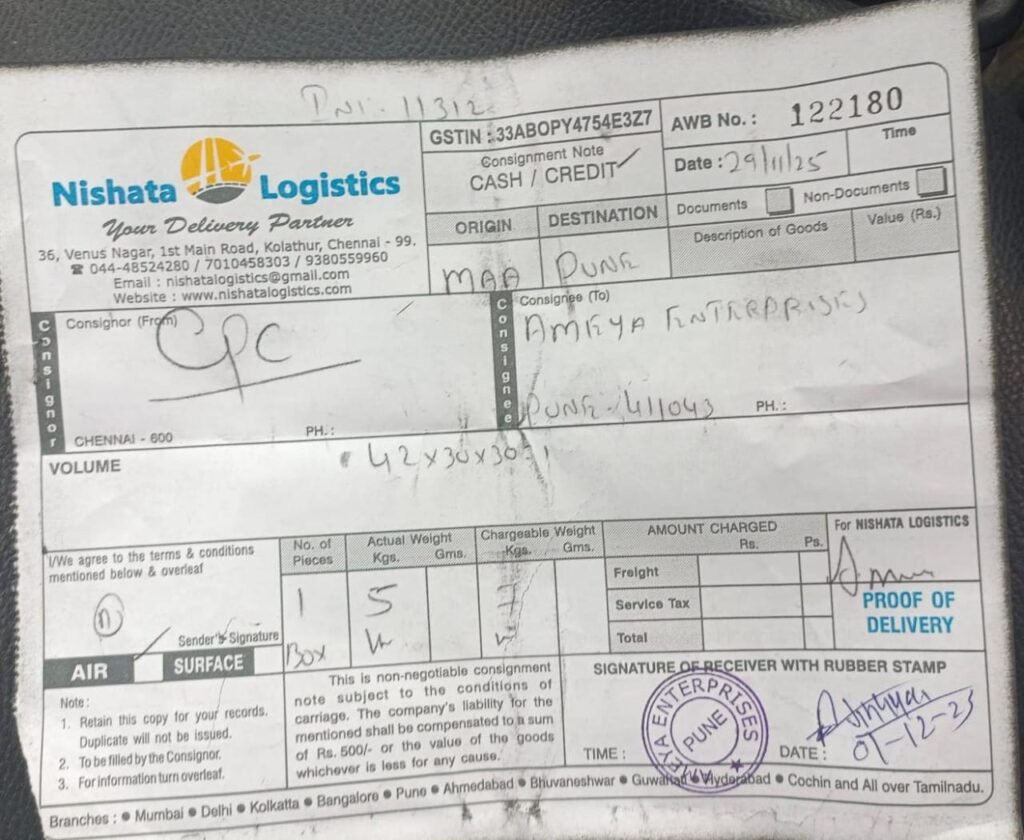 PNI-11312
Nishata Logistics
Your Delivery Partner
36, Venus Nagar, 1st Main Road, Kolathur, Chennai - 99.
☎ 044-48524280 / 7010458303 / 9380559960
Email : nishatalogistics@gmail.com
Website : www.nishatalogistics.com
GSTIN : 33ABOPY4754E3Z7
Consignment Note
CASH / CREDIT ✓
AWB No. : 122180
Date : 29/11/25
Time
Documents
Non-Documents
ORIGIN
DESTINATION
Description of Goods
Value (Rs.)
MAA
PUNE
Consignor
Consignor (From)
CPC
CHENNAI - 600
PH. :
Consignee
Consignee (To)
AMEYA ENTERPRISES
PUNE - 411043
PH. :
VOLUME
42x30x30-1
I/We agree to the terms & conditions
mentioned below & overleaf
Sender's Signature
AIR
SURFACE
No. of
Pieces
1
Box
Actual Weight
Kgs. Gms.
5
Chargeable Weight
Kgs. Gms.
AMOUNT CHARGED
Rs. Ps.
Freight
Service Tax
Total
For NISHATA LOGISTICS
PROOF OF
DELIVERY
Note :
1. Retain this copy for your records.
Duplicate will not be issued.
2. To be filled by the Consignor.
3. For information turn overleaf.
This is non-negotiable consignment
note subject to the conditions of
carriage. The company's liability for the
mentioned shall be compensated to a sum
of Rs. 500/- or the value of the goods
whichever is less for any cause.
SIGNATURE OF RECEIVER WITH RUBBER STAMP
AMEYA ENTERPRISES
PUNE
TIME :
DATE :
01-12-25
Branches : ● Mumbai ● Delhi ● Kolkatta ● Bangalore ● Pune ● Ahmedabad ● Bhuvaneshwar ● Guwahati ● Hyderabad ● Cochin and All over Tamilnadu.